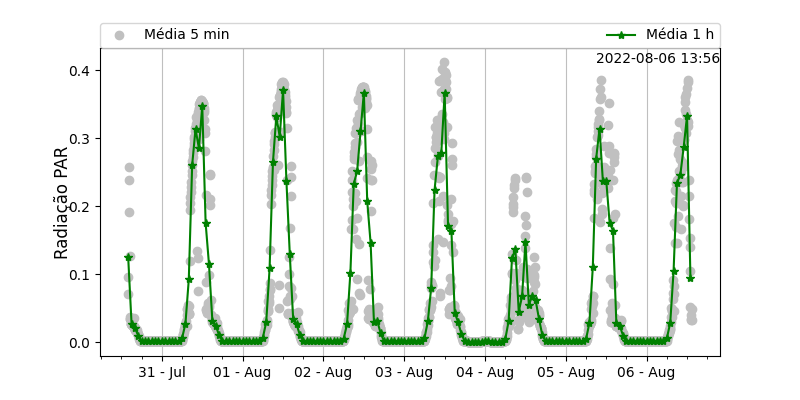 Média 5 min
Média 1 h
2022-08-06 13:56
Radiação PAR
0.4
0.3
0.2
0.1
0.0
31 - Jul
01 - Aug
02 - Aug
03 - Aug
04 - Aug
05 - Aug
06 - Aug